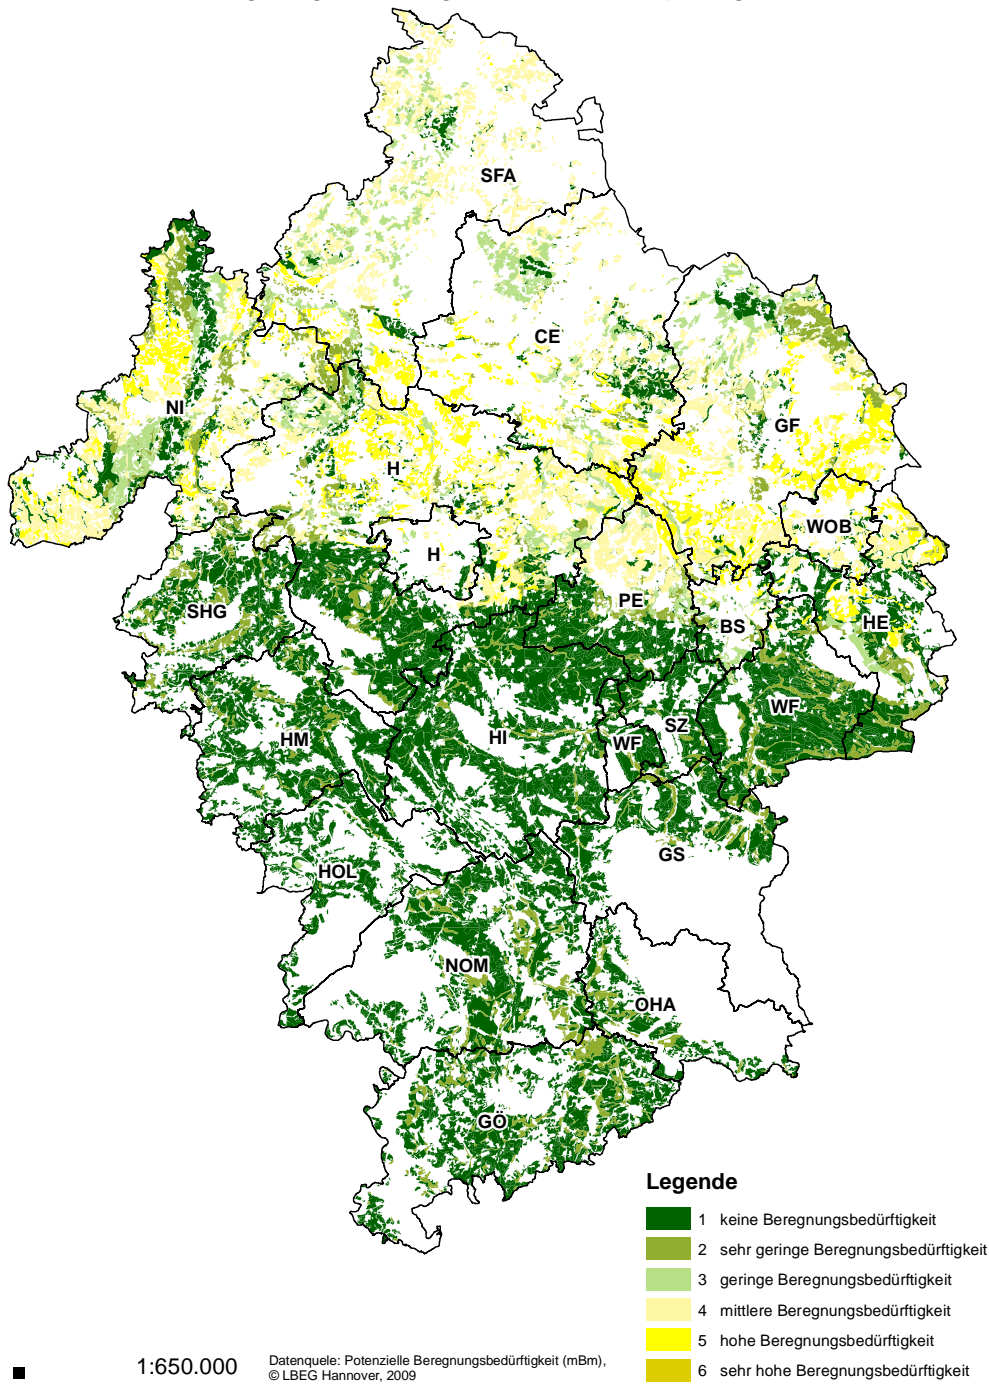 SFA
CE
NI
GF
H
WOB
H
PE
SHG
BS
HE
WF
SZ
HM
HI
WF
GS
HOL
NOM
OHA
GÖ
Legende
1 keine Beregnungsbedürftigkeit
2 sehr geringe Beregnungsbedürftigkeit
3 geringe Beregnungsbedürftigkeit
4 mittlere Beregnungsbedürftigkeit
5 hohe Beregnungsbedürftigkeit
6 sehr hohe Beregnungsbedürftigkeit
1:650.000
Datenquelle: Potenzielle Beregnungsbedürftigkeit (mBm),
© LBEG Hannover, 2009